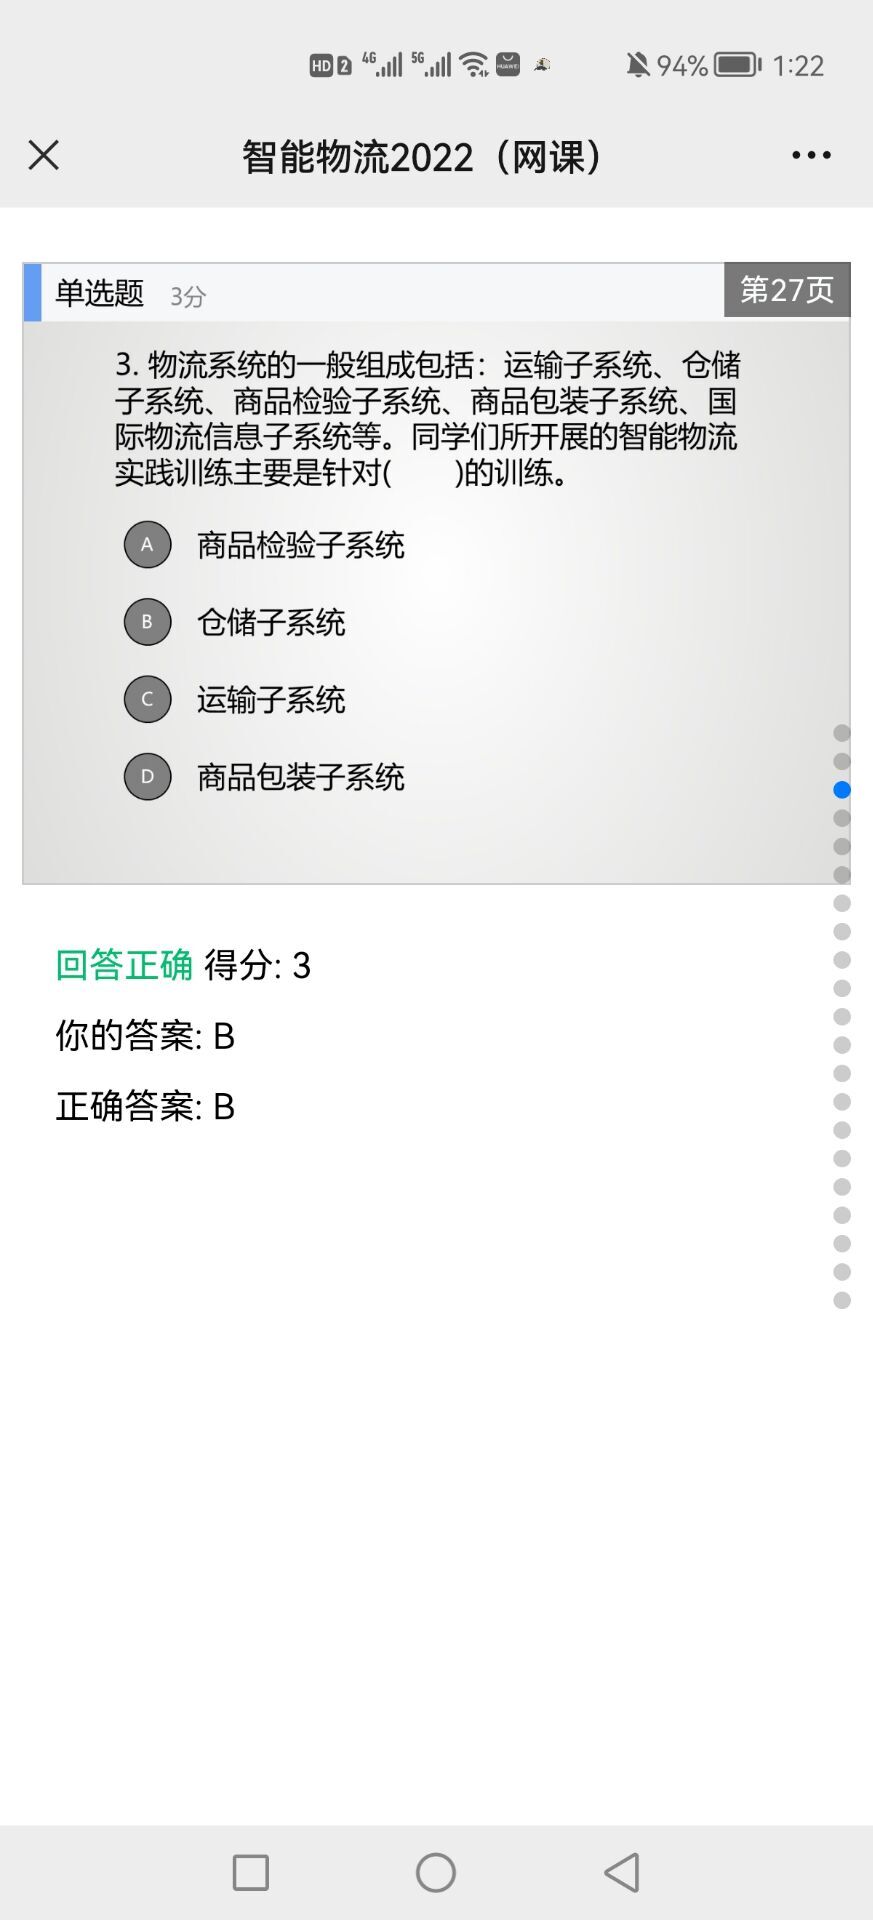 HD 2 4G 5G HUAWEI 94% 1:22
智能物流2022（网课）
单选题 3分 第27页
3. 物流系统的一般组成包括：运输子系统、仓储
子系统、商品检验子系统、商品包装子系统、国
际物流信息子系统等。同学们所开展的智能物流
实践训练主要是针对( )的训练。
A 商品检验子系统
B 仓储子系统
C 运输子系统
D 商品包装子系统
回答正确 得分: 3
你的答案: B
正确答案: B